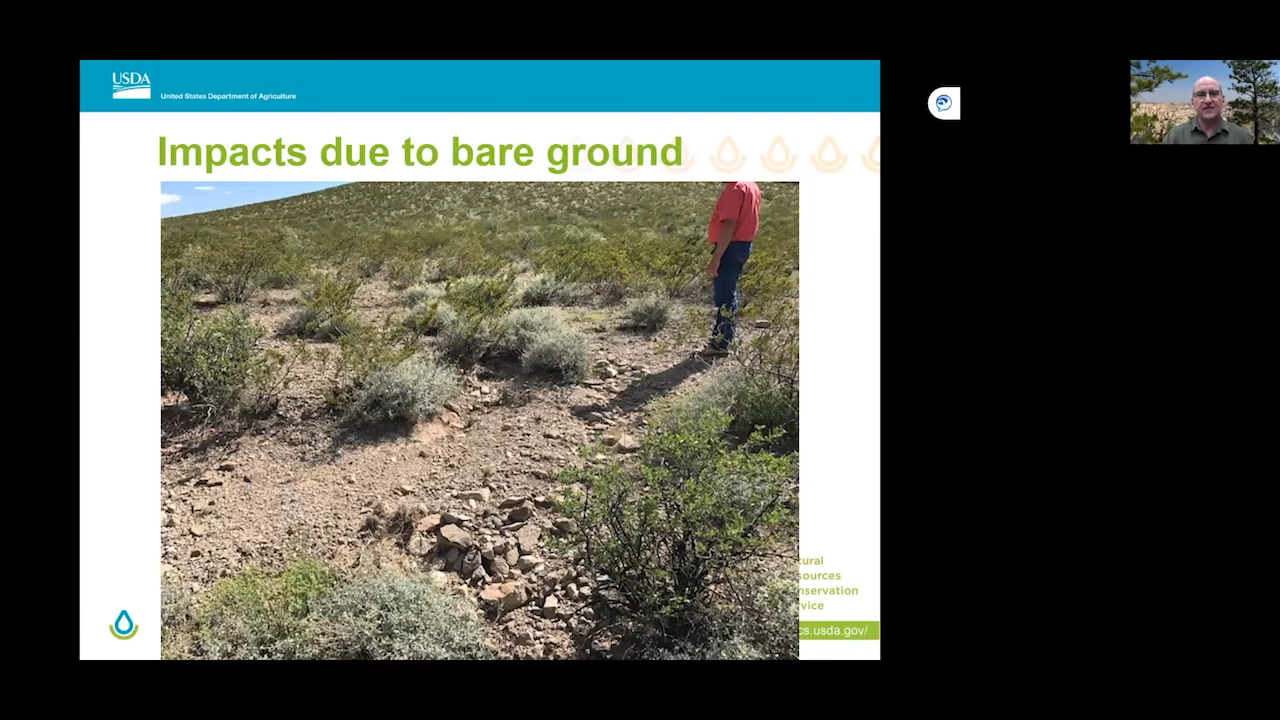 USDA
United States Department of Agriculture
Impacts due to bare ground
tural
sources
nservation
vice
cs.usda.gov/